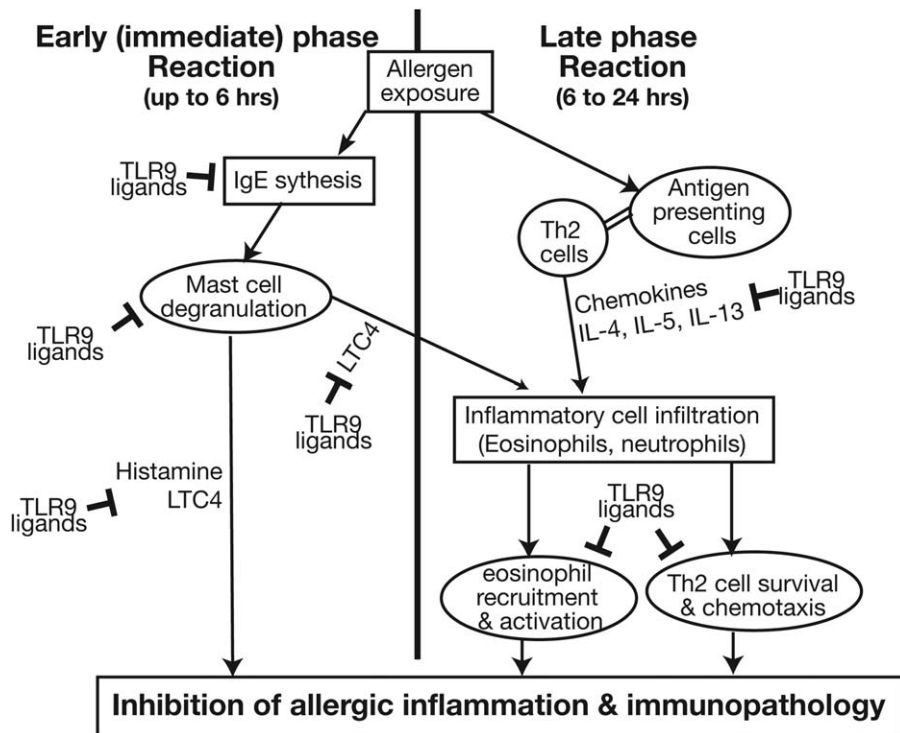 Early (immediate) phase
Reaction
(up to 6 hrs)
Late phase
Reaction
(6 to 24 hrs)
Allergen
exposure
TLR9
ligands
IgE sythesis
Antigen
presenting
cells
Th2
cells
Mast cell
degranulation
TLR9
ligands
Chemokines
IL-4, IL-5, IL-13
TLR9
ligands
LTC4
TLR9
ligands
Inflammatory cell infiltration
(Eosinophils, neutrophils)
Histamine
LTC4
TLR9
ligands
TLR9
ligands
eosinophil
recruitment
& activation
Th2 cell survival
& chemotaxis
Inhibition of allergic inflammation & immunopathology